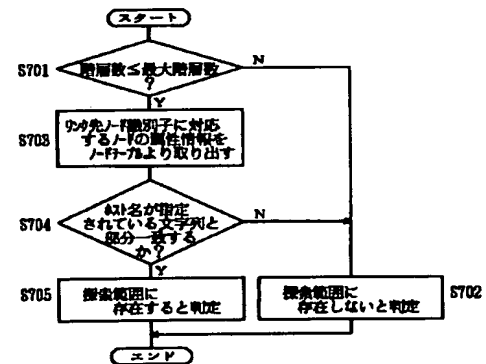 スタート
S701
階層数≤最大階層数
?
N
Y
S703
リンク先ノード識別子に対応
するノードの属性情報を
ノードテーブルより取り出す
S704
ホスト名が指定
されている文字列と
部分一致する
か?
N
Y
S705
探索範囲に
存在すると判定
探索範囲に
存在しないと判定
S702
エンド